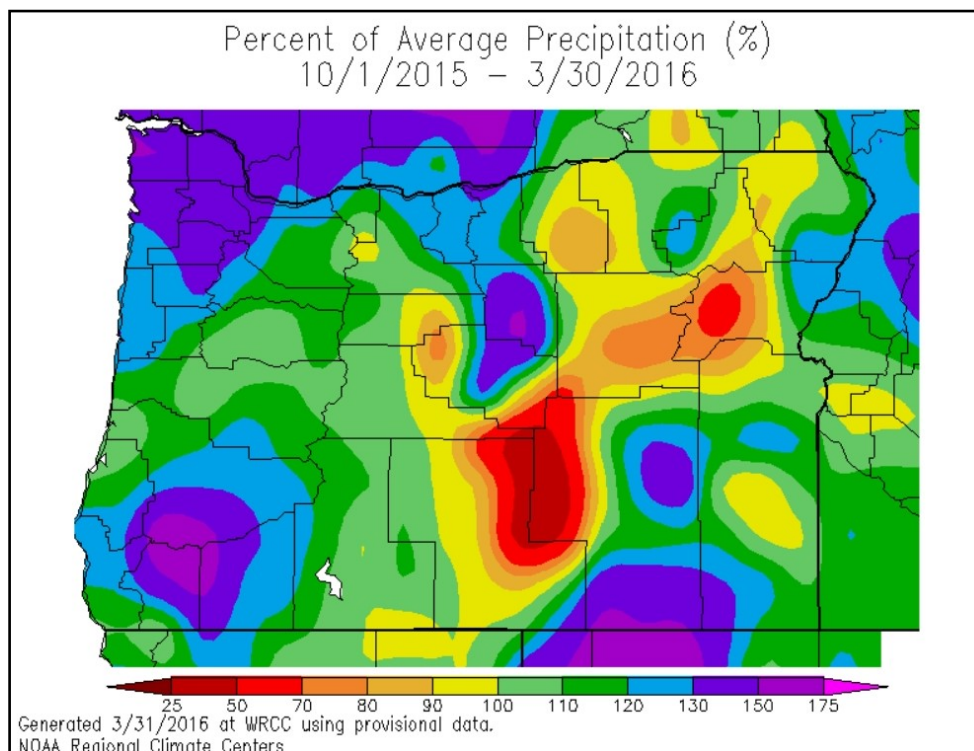 Percent of Average Precipitation (%)
10/1/2015 – 3/30/2016
25 50 70 80 90 100 110 120 130 150 175
Generated 3/31/2016 at WRCC using provisional data.
NOAA Regional Climate Centers